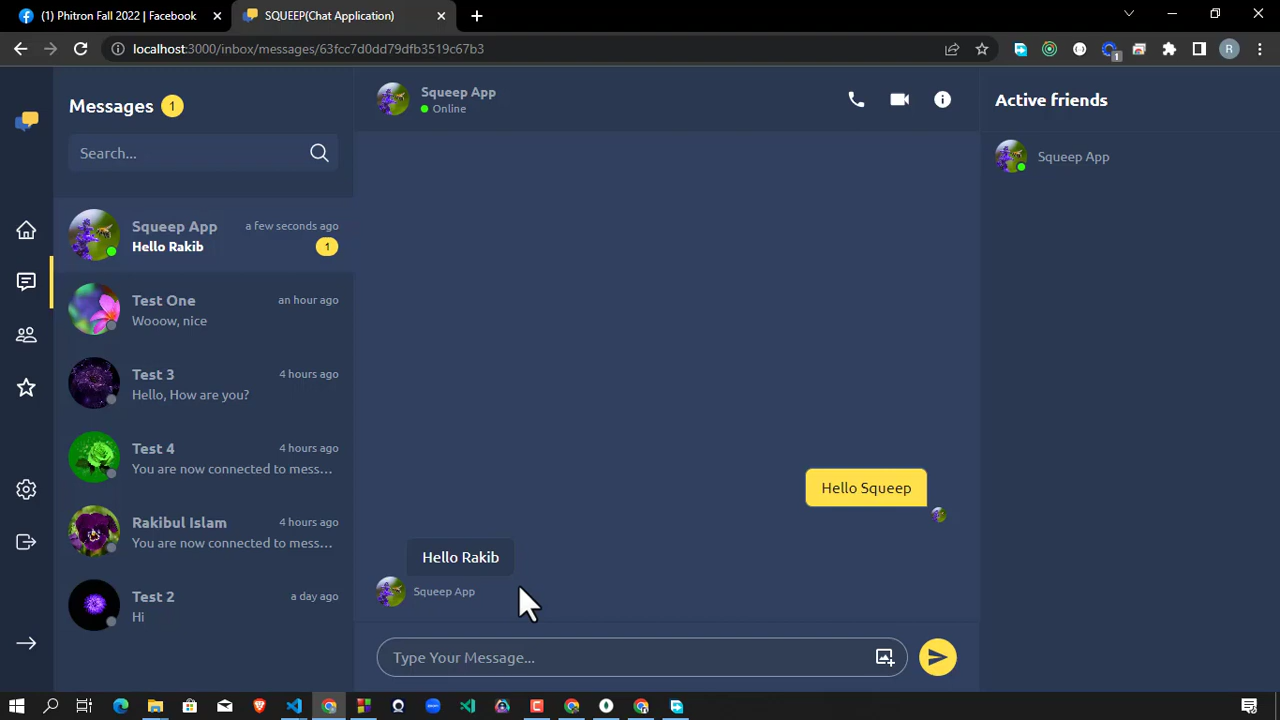 (1) Phitron Fall 2022 | Facebook
SQUEEP(Chat Application)
localhost:3000/inbox/messages/63fcc7d0dd79dfb3519c67b3
1
R
Messages 1
Search...
Squeep App
a few seconds ago
Hello Rakib
1
Test One
an hour ago
Wooow, nice
Test 3
4 hours ago
Hello, How are you?
Test 4
4 hours ago
You are now connected to mess...
Rakibul Islam
4 hours ago
You are now connected to mess...
Test 2
a day ago
Hi
Squeep App
Online
Hello Squeep
Hello Rakib
Squeep App
Type Your Message...
Active friends
Squeep App